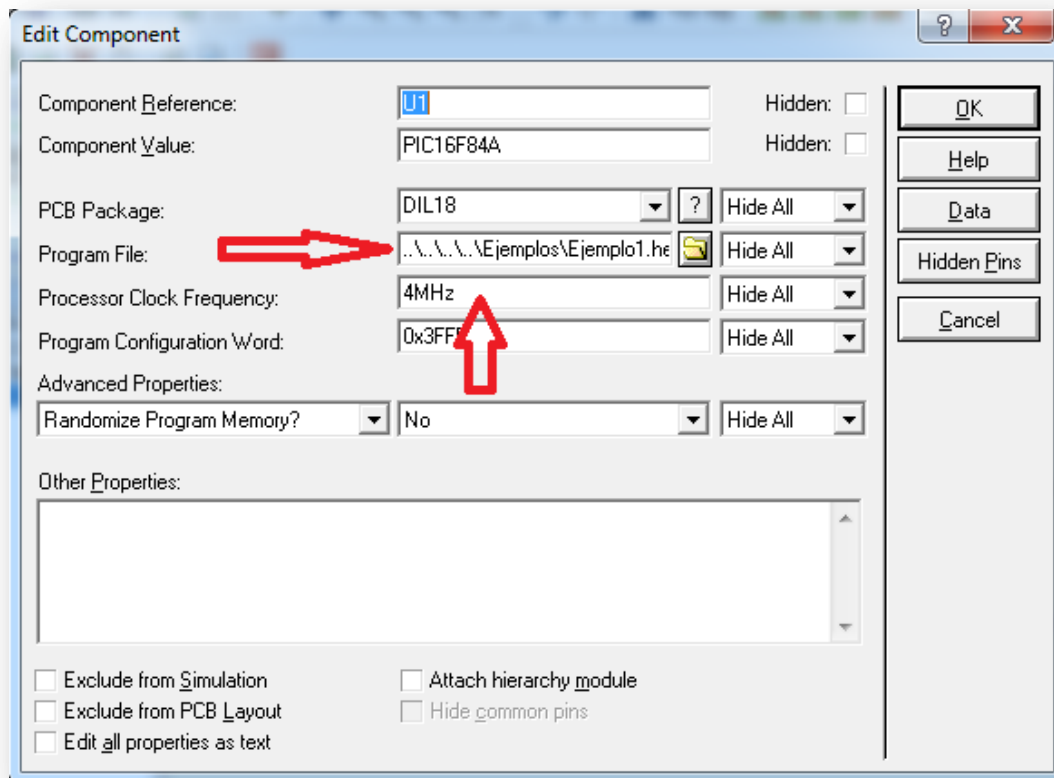 Edit Component
Component Reference: U1 Hidden:
Component Value: PIC16F84A Hidden:
PCB Package: DIL18 ? Hide All
Program File: ..\..\..\..\Ejemplos\Ejemplo1.he Hide All
Processor Clock Frequency: 4MHz Hide All
Program Configuration Word: Hide All
Advanced Properties:
Randomize Program Memory? No Hide All
Other Properties:
Exclude from Simulation Attach hierarchy module
Exclude from PCB Layout Hide common pins
Edit all properties as text
OK
Help
Data
Hidden Pins
Cancel